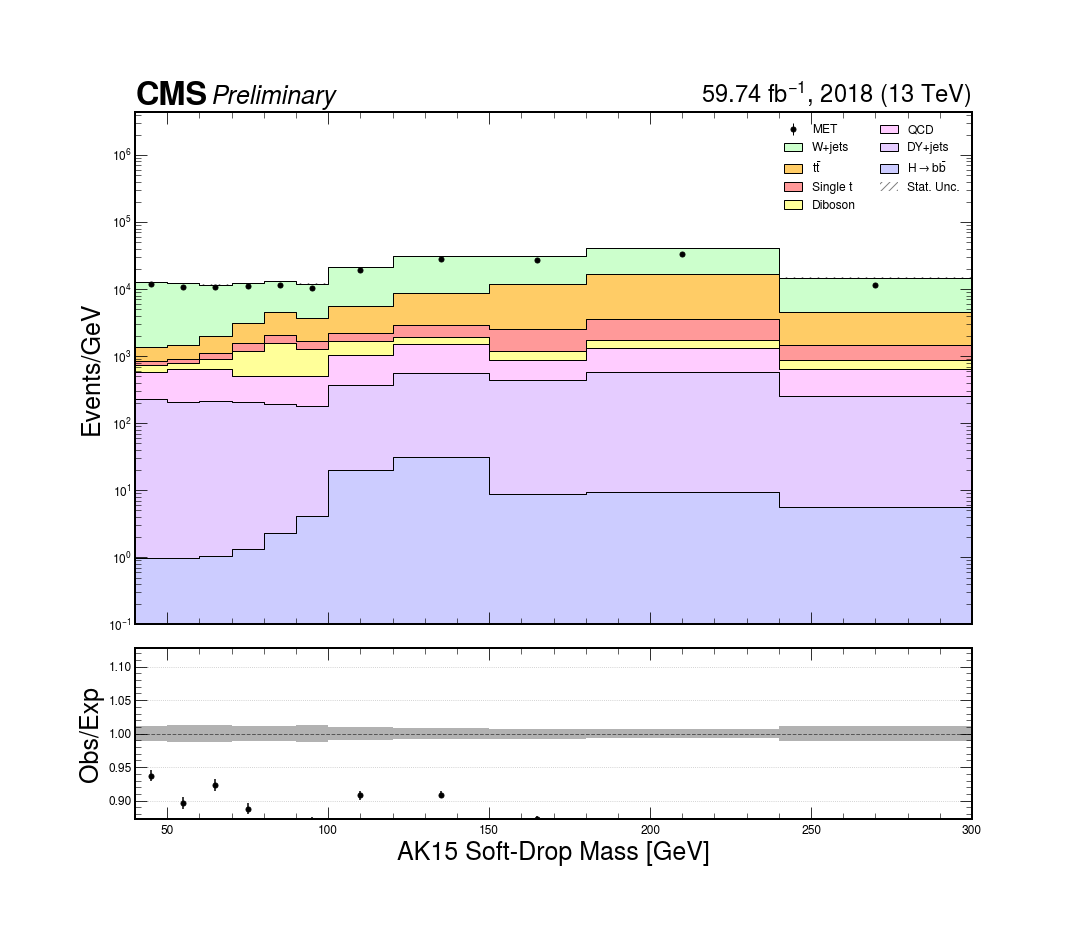 CMS Preliminary
59.74 fb⁻¹, 2018 (13 TeV)
MET
W+jets
tt̄
Single t
Diboson
QCD
DY+jets
H→bb̄
Stat. Unc.
Events/GeV
10⁶
10⁵
10⁴
10³
10²
10¹
10⁰
10⁻¹
Obs/Exp
1.10
1.05
1.00
0.95
0.90
50 100 150 200 250 300
AK15 Soft-Drop Mass [GeV]